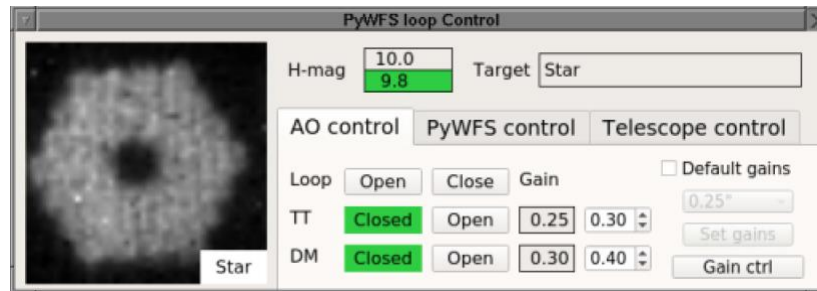 PyWFS loop Control
H-mag
10.0
9.8
Target Star
AO control PyWFS control Telescope control
Loop Open Close Gain
Default gains
0.25"
TT Closed Open 0.25 0.30
Set gains
DM Closed Open 0.30 0.40
Gain ctrl
Star